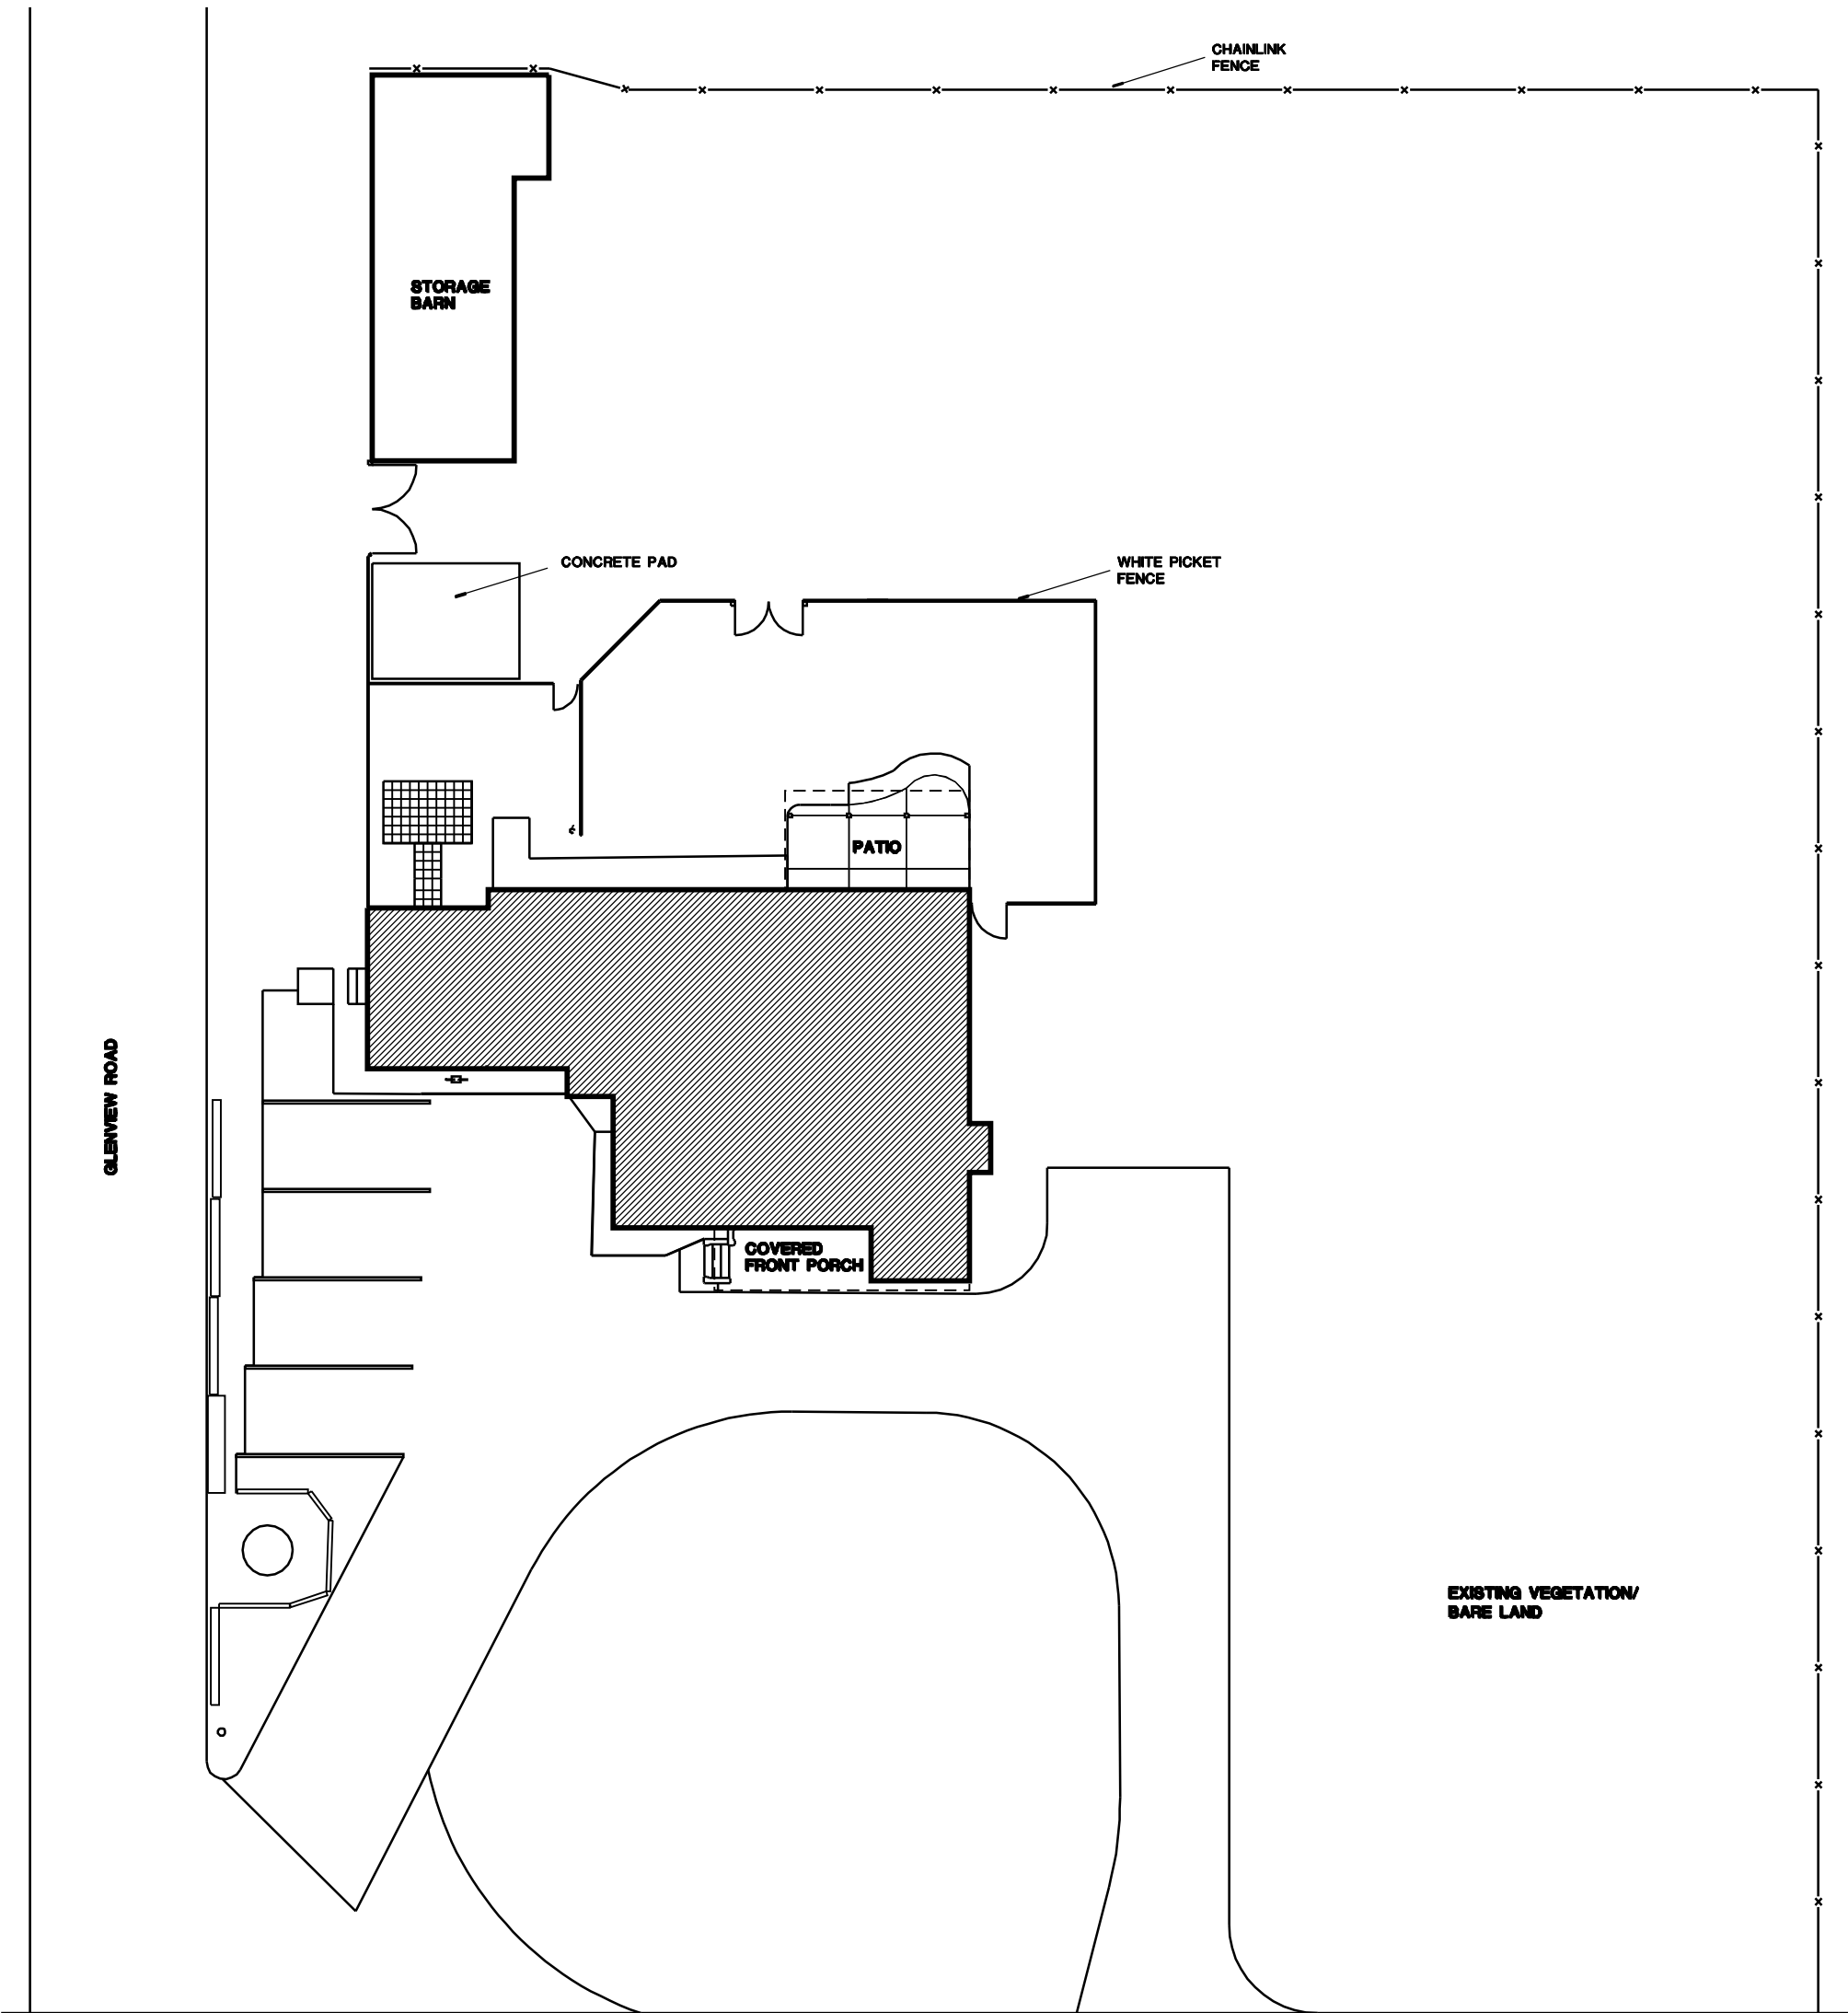 CHAINLINK
FENCE
STORAGE
BARN
CONCRETE PAD
WHITE PICKET
FENCE
PATIO
GLENVIEW ROAD
COVERED
FRONT PORCH
EXISTING VEGETATION/
BARE LAND